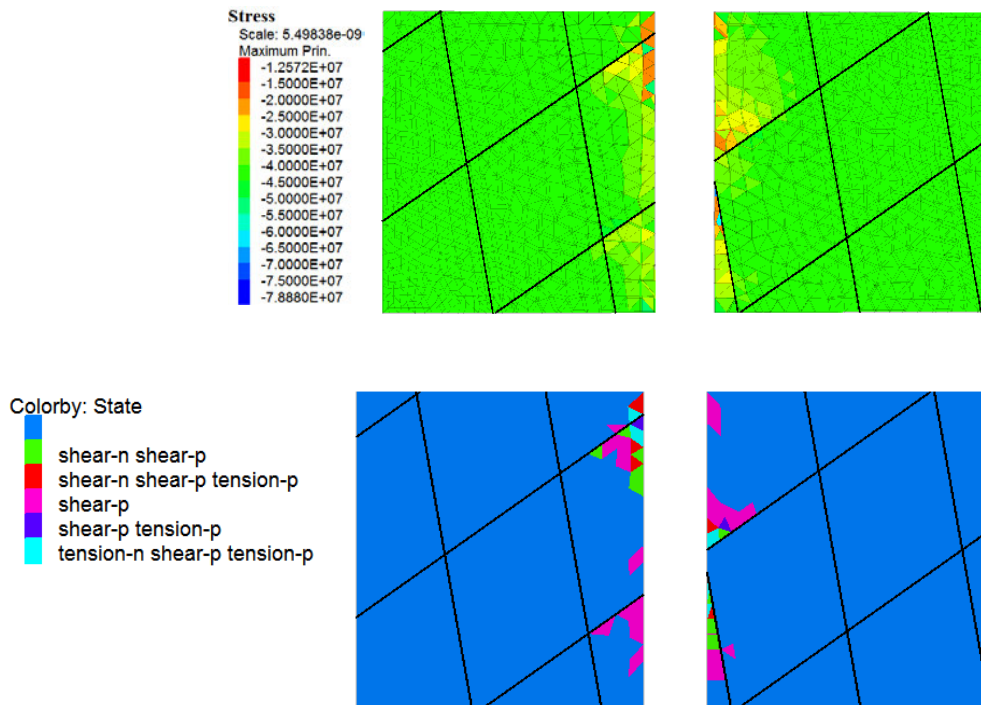 Stress
Scale: 5.49838e-09
Maximum Prin.
-1.2572E+07
-1.5000E+07
-2.0000E+07
-2.5000E+07
-3.0000E+07
-3.5000E+07
-4.0000E+07
-4.5000E+07
-5.0000E+07
-5.5000E+07
-6.0000E+07
-6.5000E+07
-7.0000E+07
-7.5000E+07
-7.8880E+07
Colorby: State
shear-n shear-p
shear-n shear-p tension-p
shear-p
shear-p tension-p
tension-n shear-p tension-p